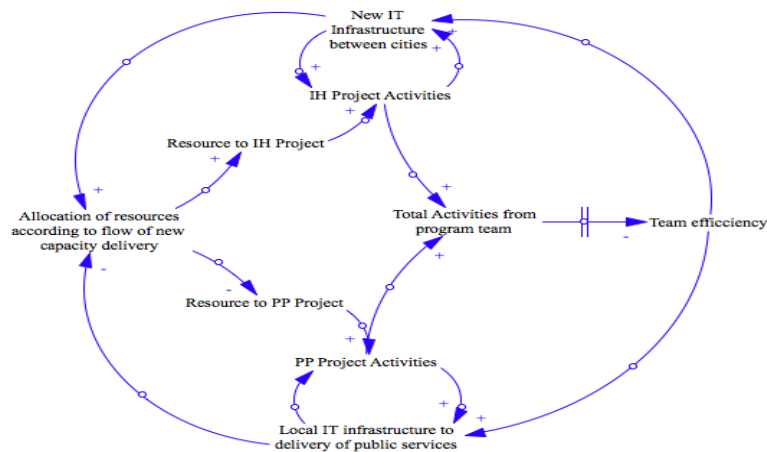 New IT
Infrastructure
between cities
+
+
+
IH Project Activities
+
Resource to IH Project
+
+
Allocation of resources
according to flow of new
capacity delivery
-
+
Total Activities from
program team
+
Team efficciency
-
Resource to PP Project
-
+
PP Project Activities
+
+
Local IT infrastructure to
delivery of public services